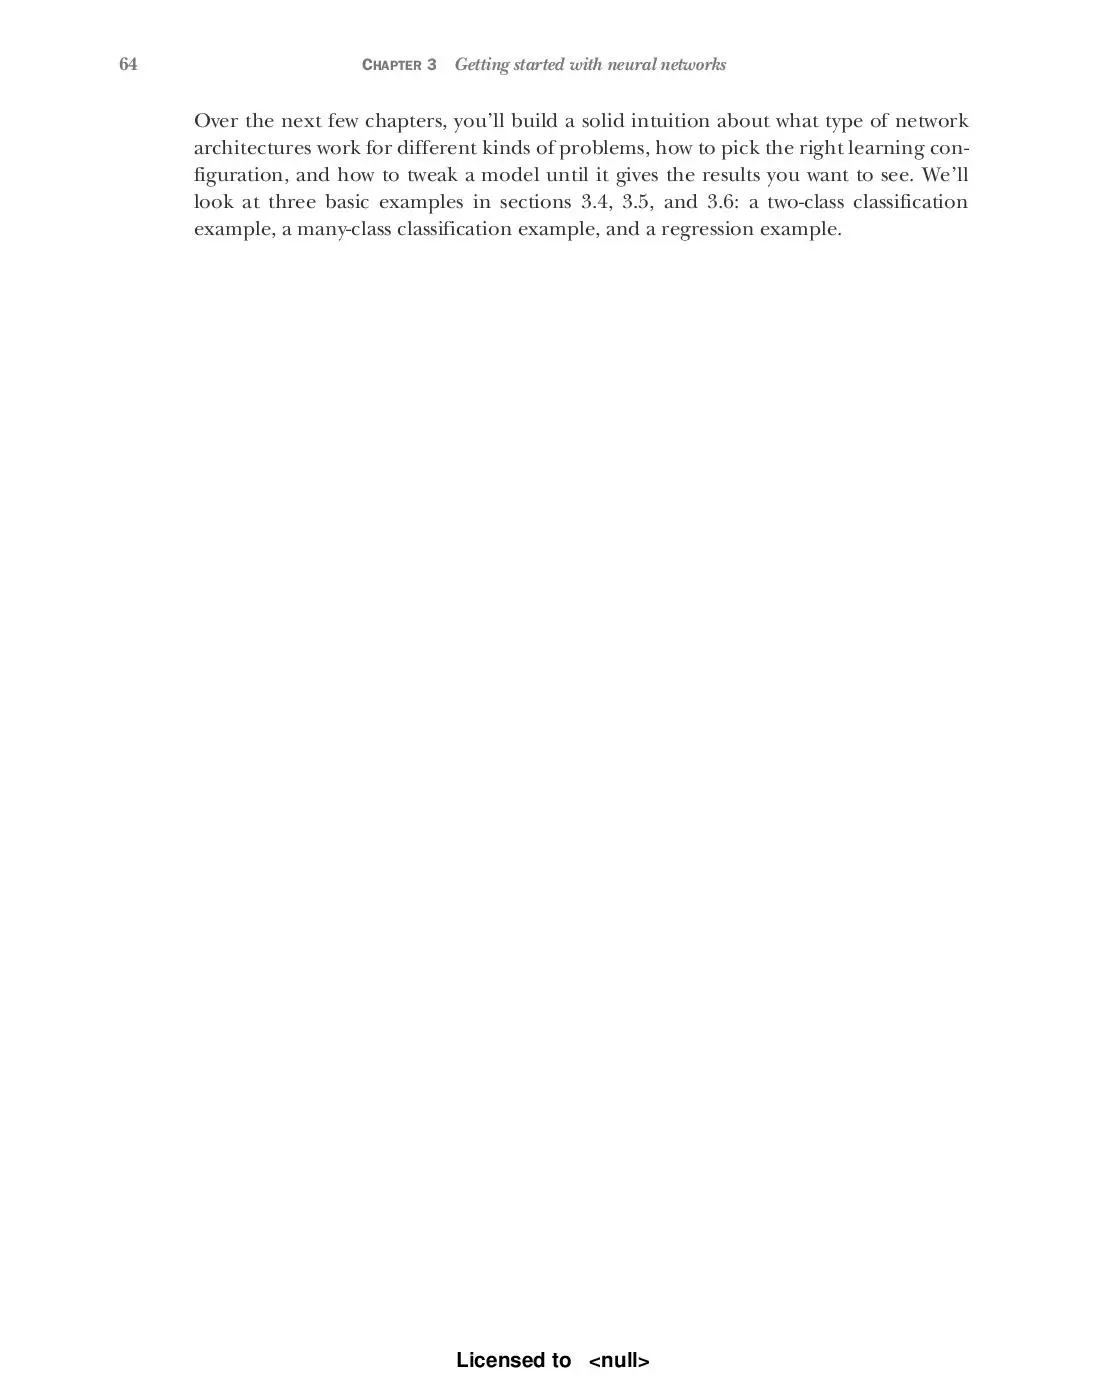 64 CHAPTER 3 Getting started with neural networks
Over the next few chapters, you’ll build a solid intuition about what type of network
architectures work for different kinds of problems, how to pick the right learning con-
figuration, and how to tweak a model until it gives the results you want to see. We’ll
look at three basic examples in sections 3.4, 3.5, and 3.6: a two-class classification
example, a many-class classification example, and a regression example.
Licensed to <null>